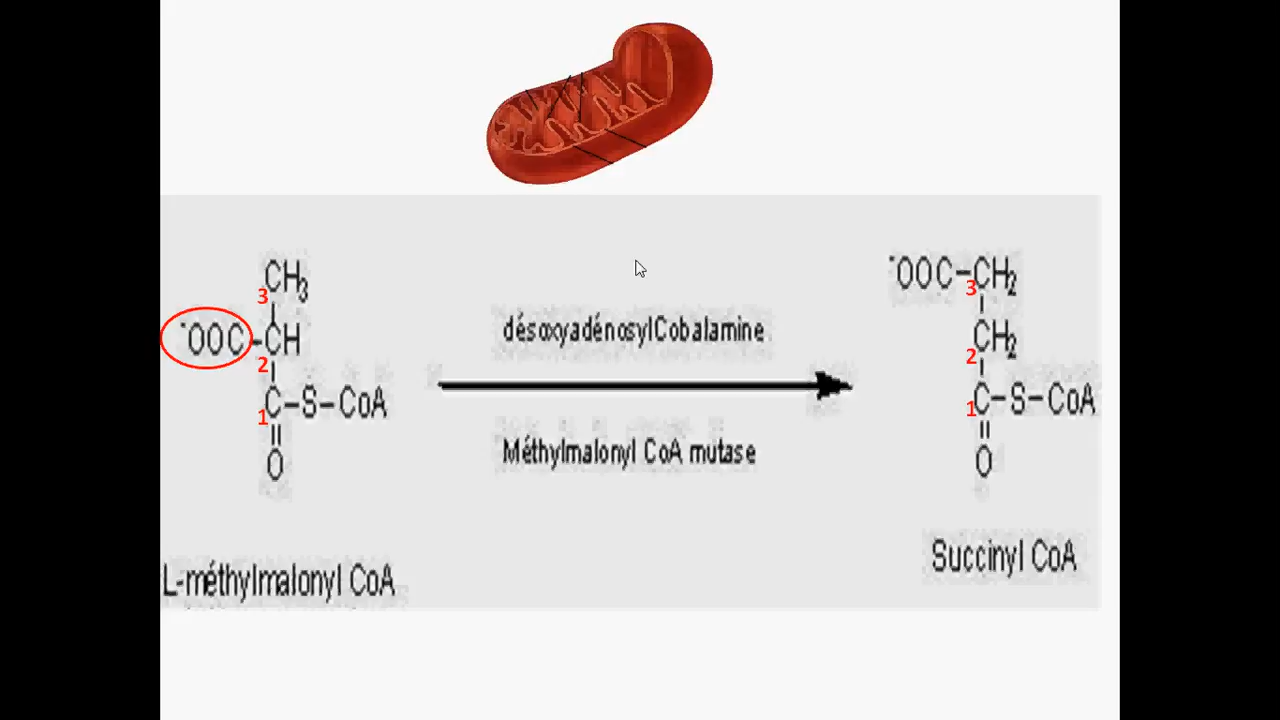 CH₃
3
⁻OOC–CH
2
C–S–CoA
1
O
L-méthylmalonyl CoA
désoxyadénosylCobalamine
Méthylmalonyl CoA mutase
⁻OOC–CH₂
3
CH₂
2
C–S–CoA
1
O
Succinyl CoA